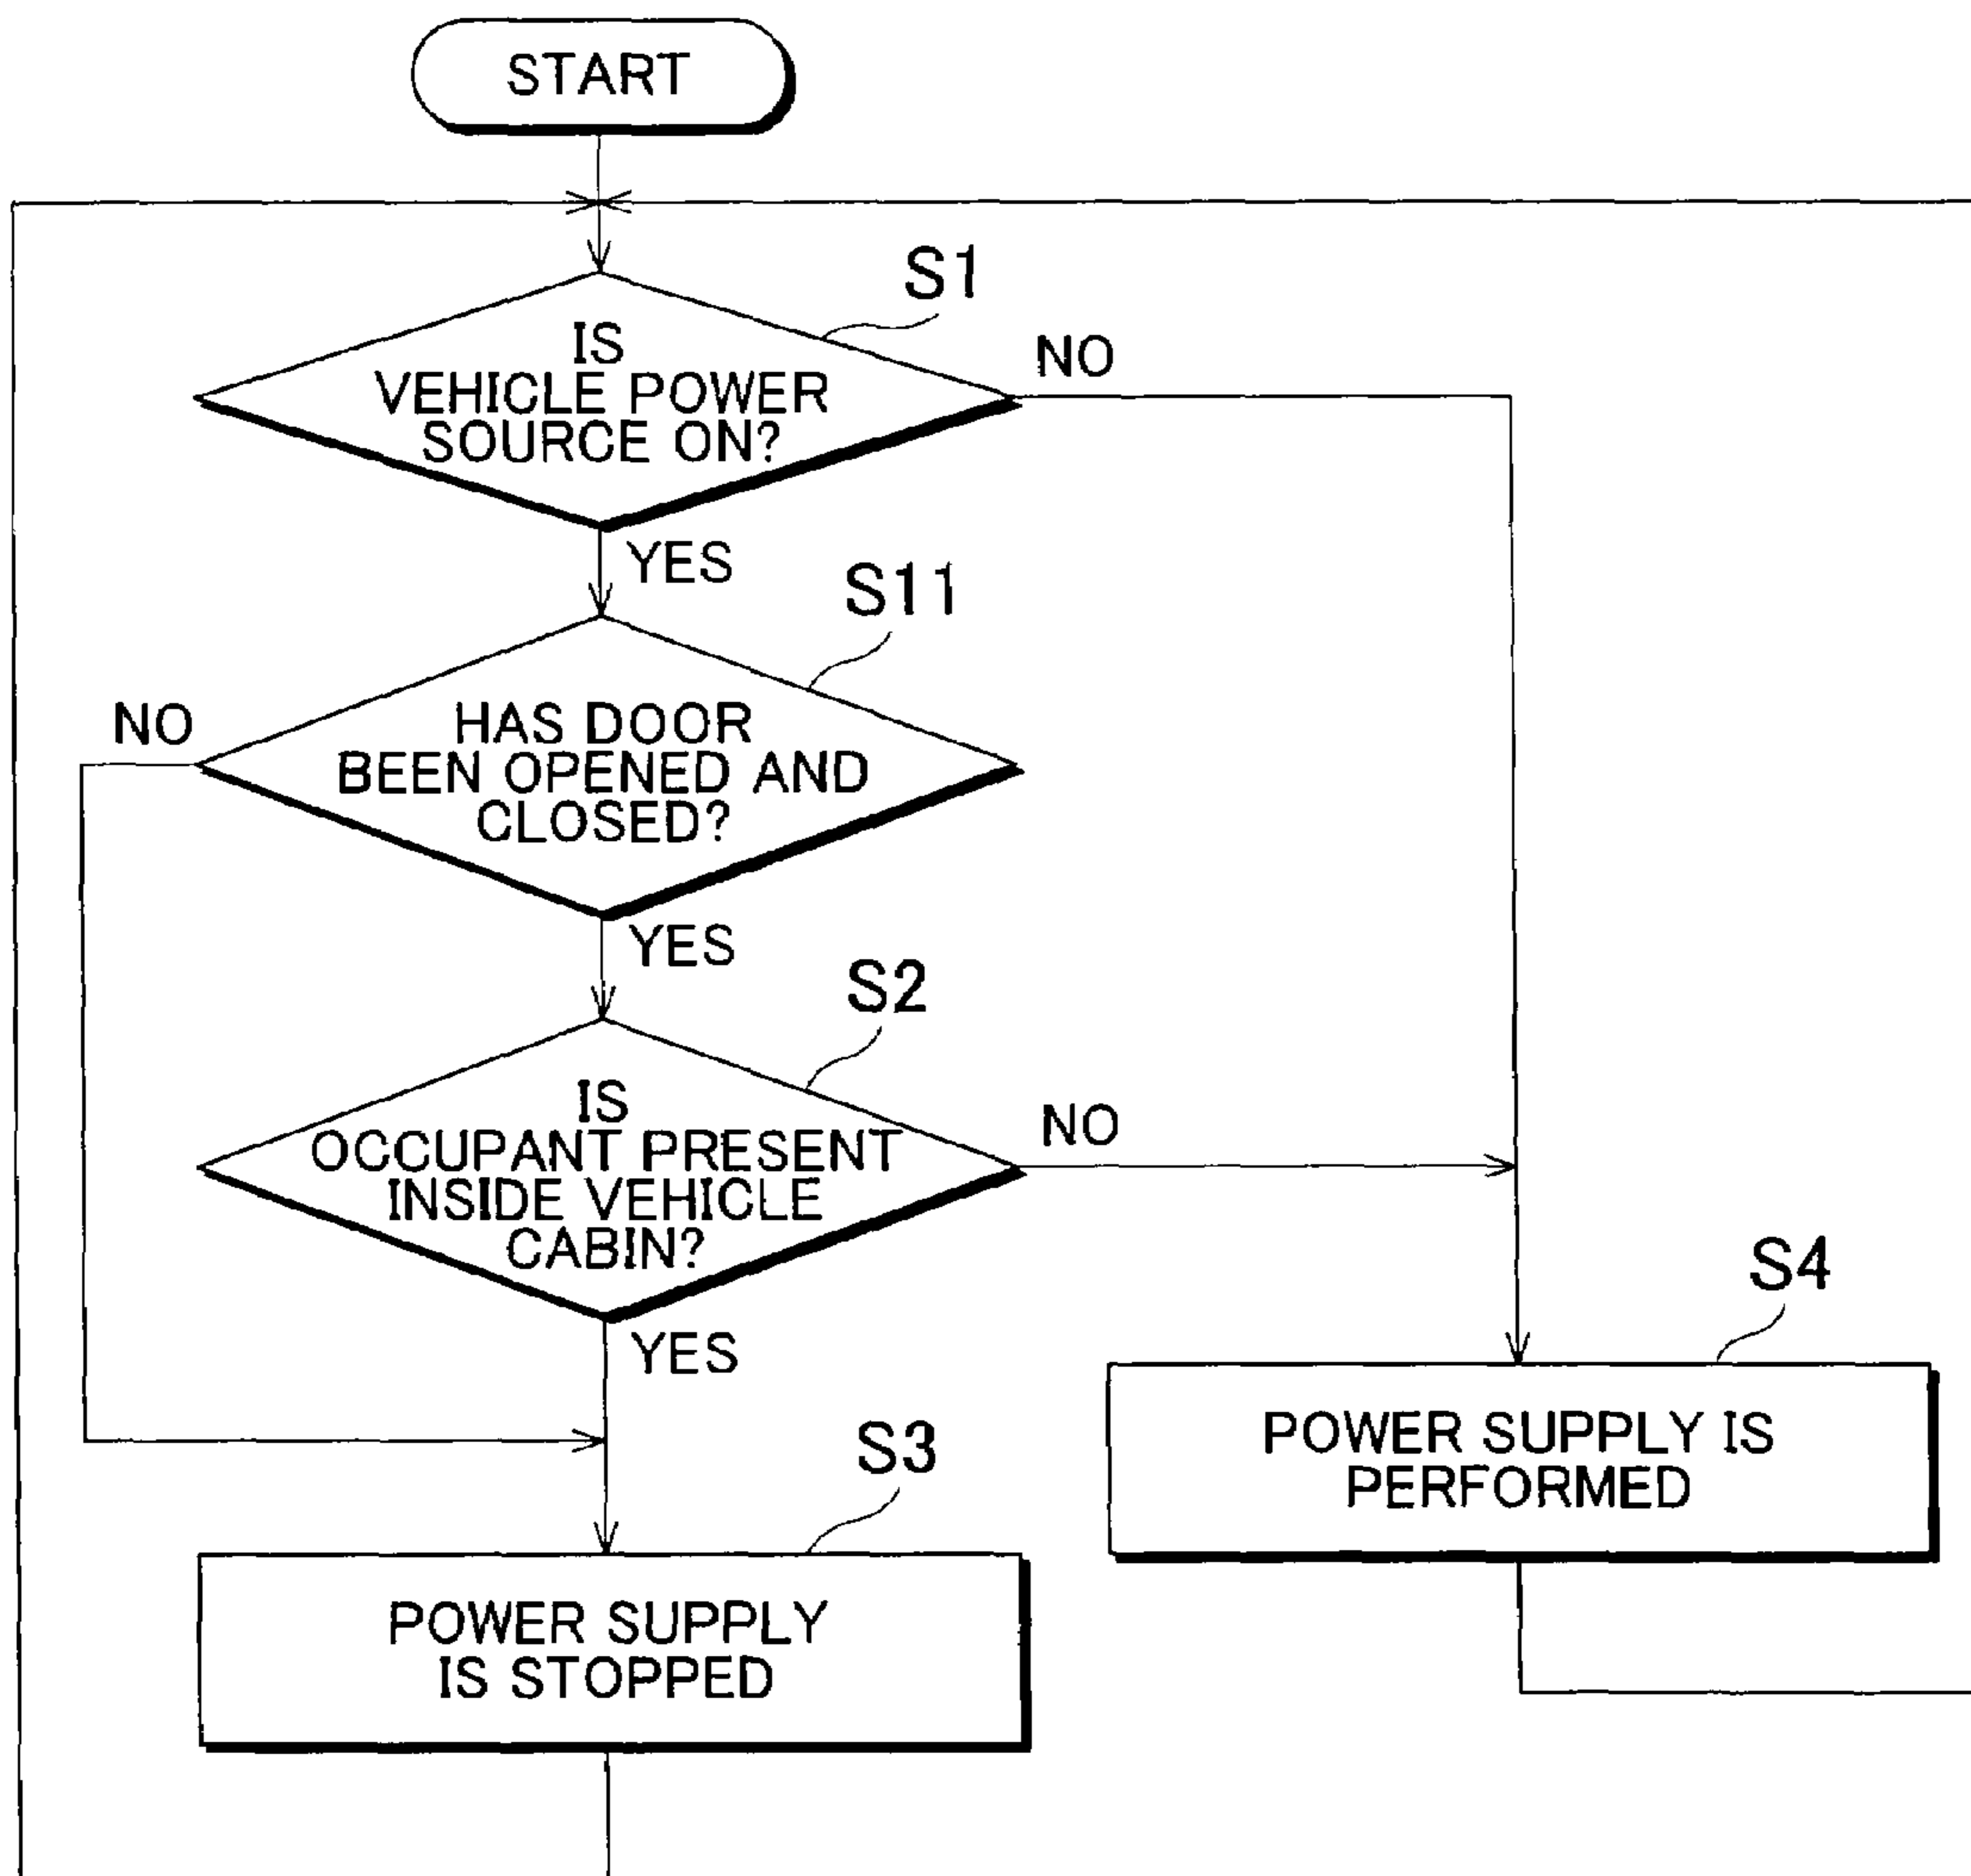 START
S1
IS
VEHICLE POWER
SOURCE ON?
NO
YES
S11
HAS DOOR
BEEN OPENED AND
CLOSED?
NO
YES
S2
IS
OCCUPANT PRESENT
INSIDE VEHICLE
CABIN?
NO
YES
S4
POWER SUPPLY IS
PERFORMED
S3
POWER SUPPLY
IS STOPPED